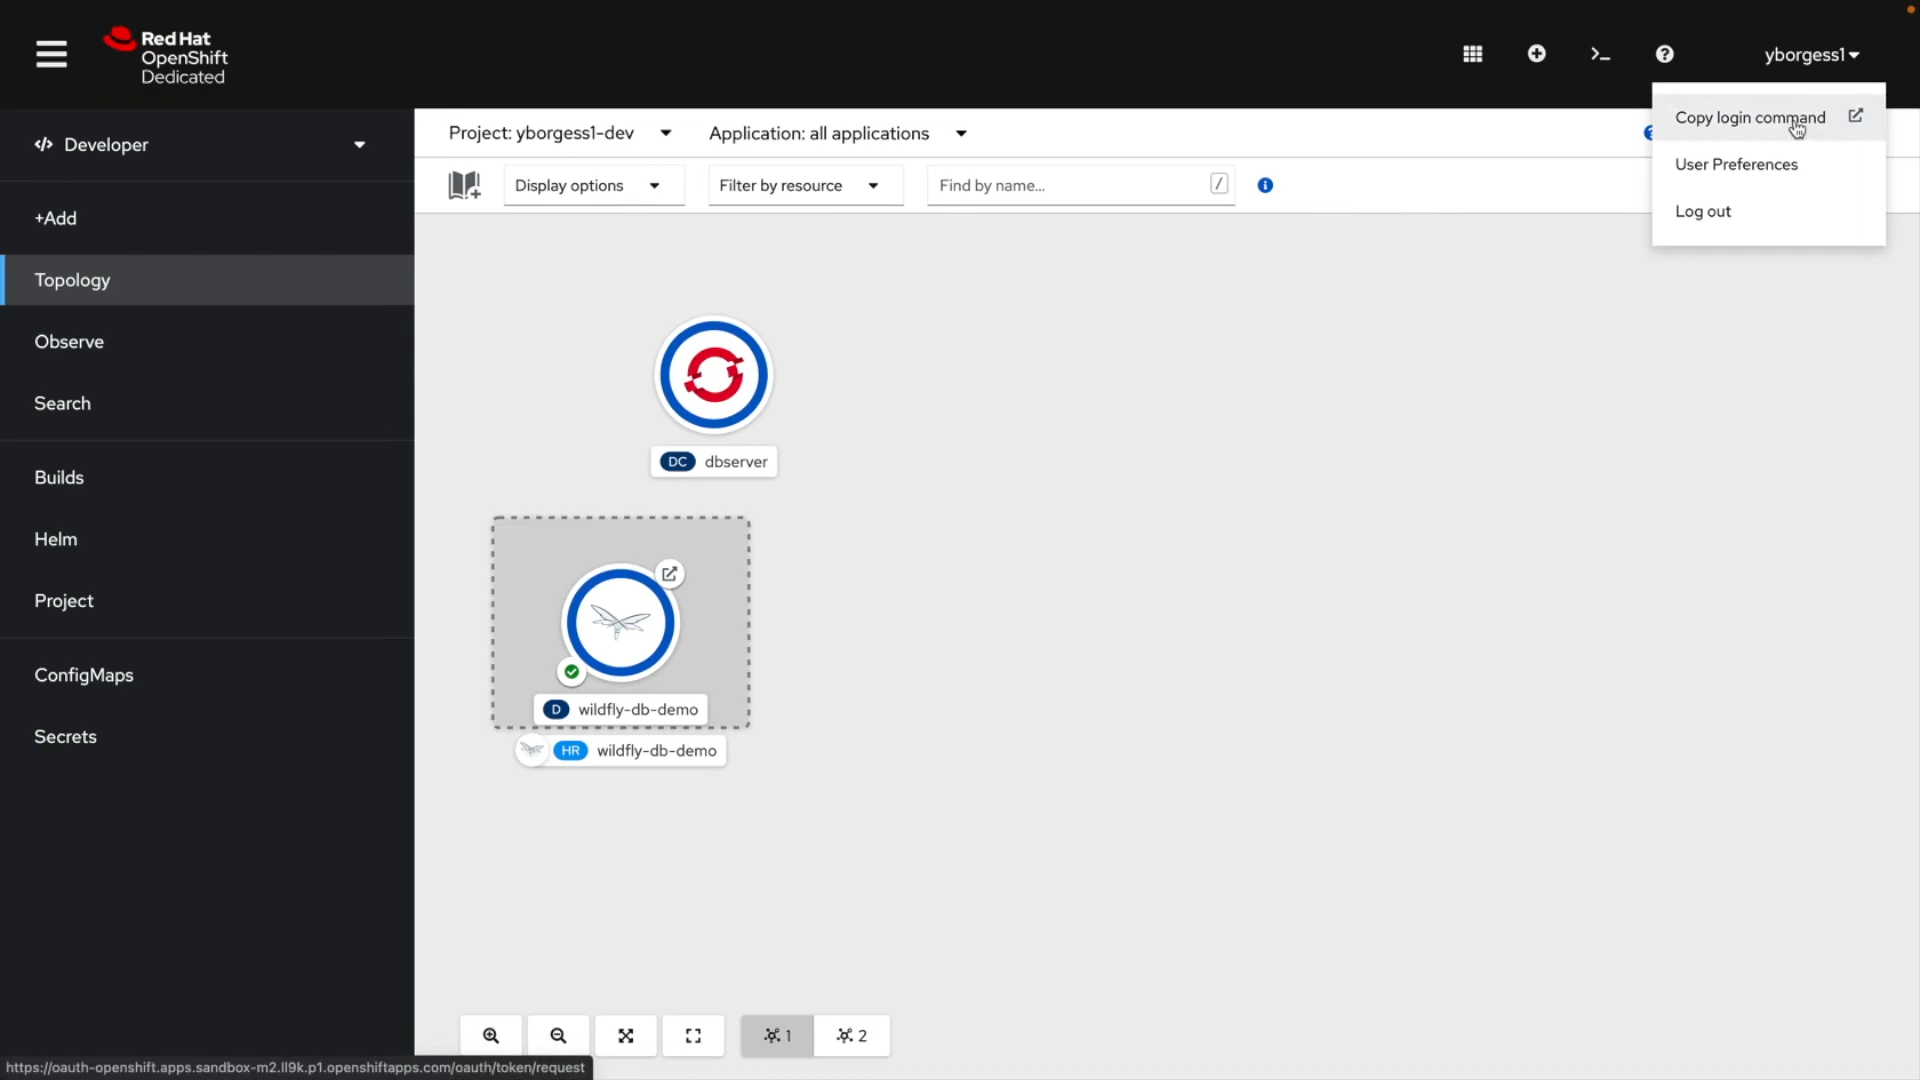 Red Hat
OpenShift
Dedicated
yborgess1
Copy login command
User Preferences
Log out
Developer
+Add
Topology
Observe
Search
Builds
Helm
Project
ConfigMaps
Secrets
Project: yborgess1-dev
Application: all applications
Display options
Filter by resource
Find by name...
/
DC dbserver
D wildfly-db-demo
HR wildfly-db-demo
1
2
https://oauth-openshift.apps.sandbox-m2.ll9k.p1.openshiftapps.com/oauth/token/request